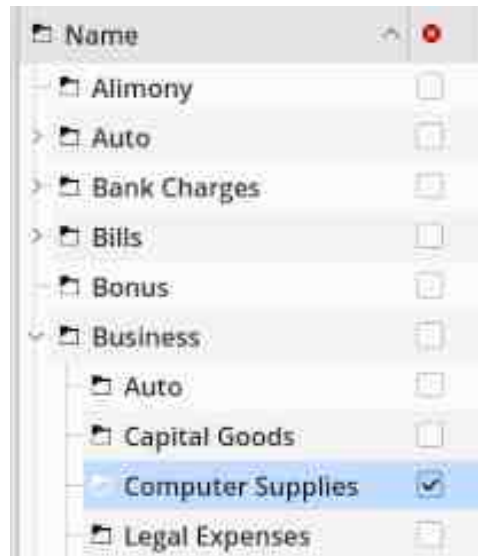 Name
Alimony
Auto
Bank Charges
Bills
Bonus
Business
Auto
Capital Goods
Computer Supplies
Legal Expenses